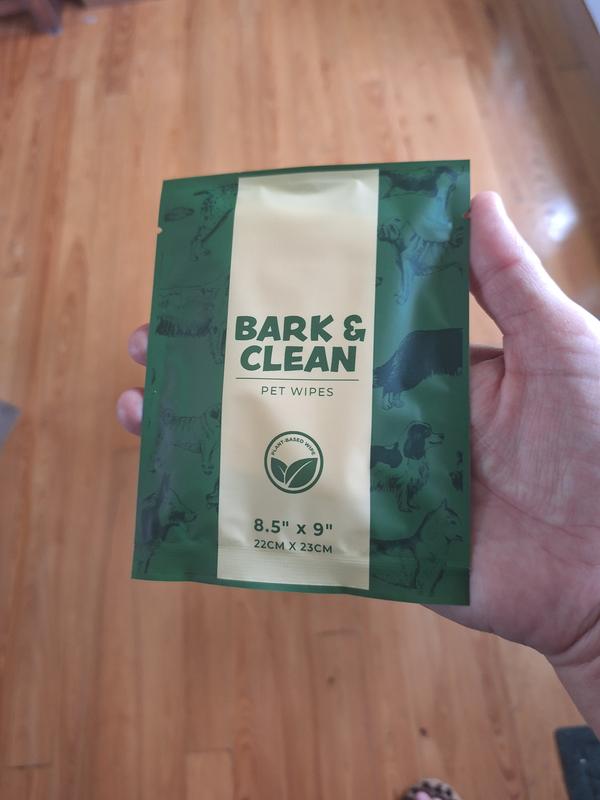 BARK &
CLEAN
PET WIPES
PLANT-BASED WIPE
8.5" x 9"
22CM X 23CM